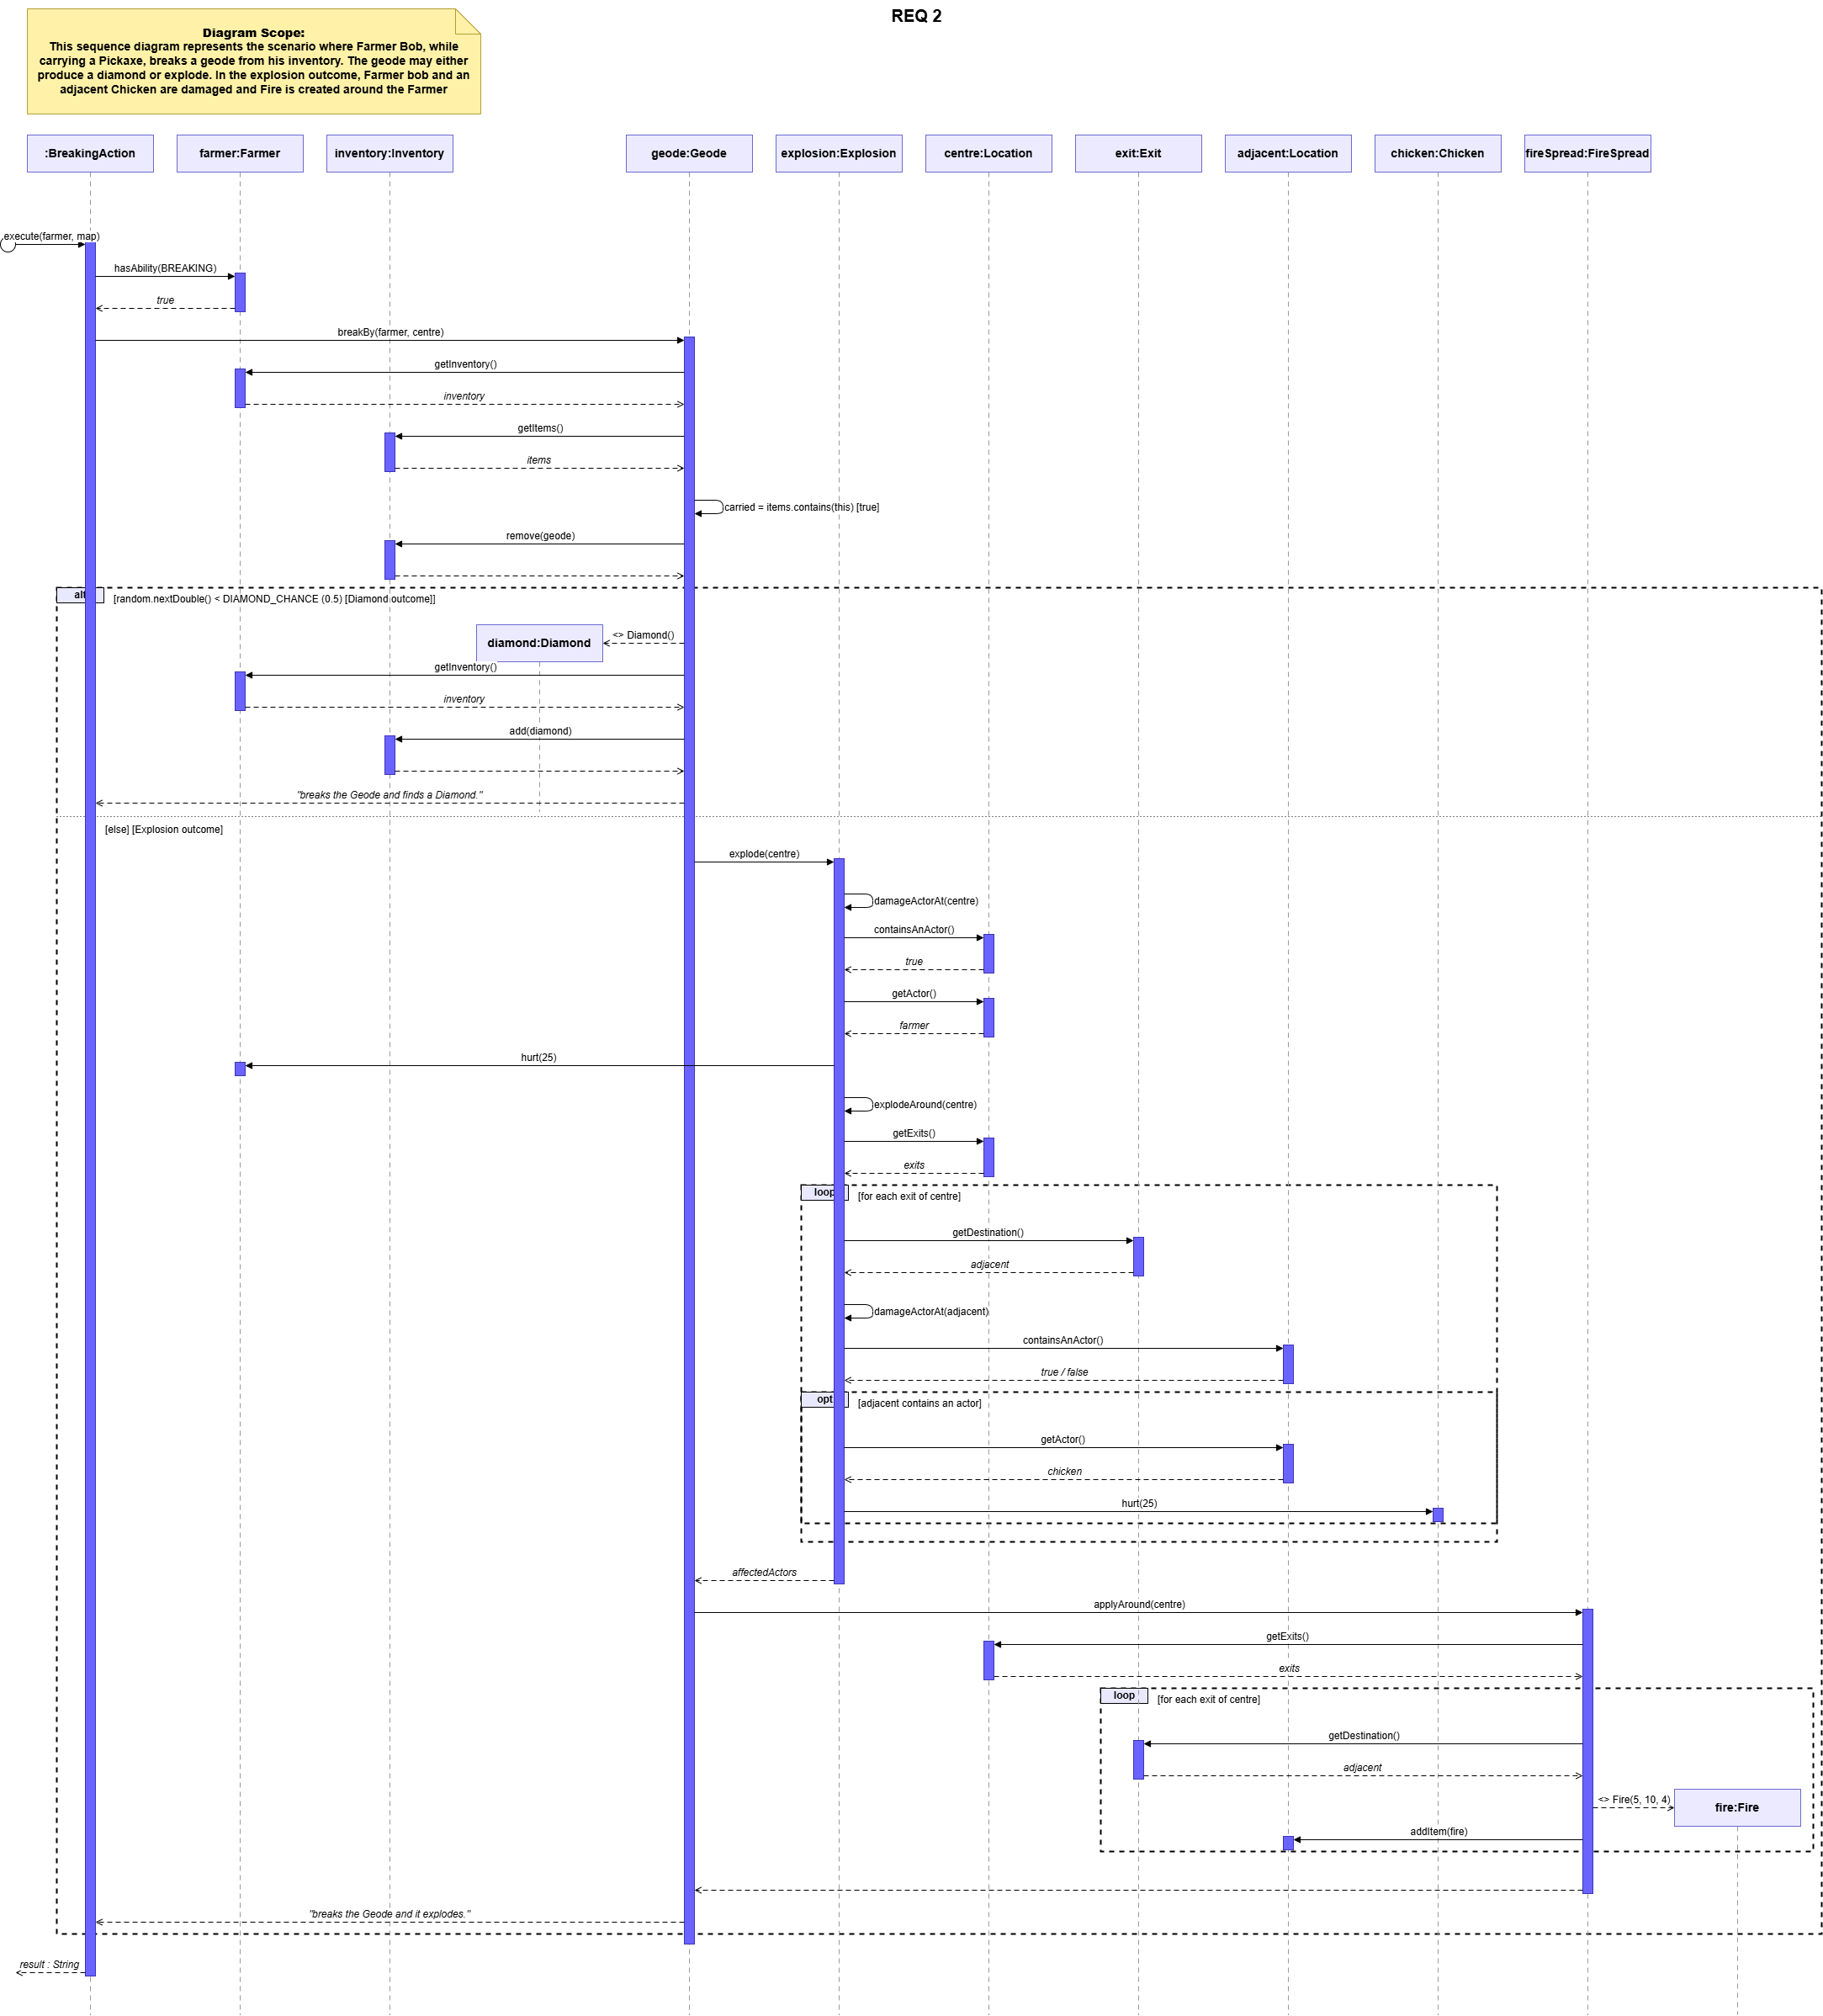 REQ 2
Diagram Scope:
This sequence diagram represents the scenario where Farmer Bob, while
carrying a Pickaxe, breaks a geode from his inventory. The geode may either
produce a diamond or explode. In the explosion outcome, Farmer bob and an
adjacent Chicken are damaged and Fire is created around the Farmer
:BreakingAction
farmer:Farmer
inventory:Inventory
geode:Geode
explosion:Explosion
centre:Location
exit:Exit
adjacent:Location
chicken:Chicken
fireSpread:FireSpread
execute(farmer, map)
hasAbility(BREAKING)
true
breakBy(farmer, centre)
getInventory()
inventory
getItems()
items
carried = items.contains(this) [true]
remove(geode)
alt
[random.nextDouble() < DIAMOND_CHANCE (0.5) [Diamond outcome]]
<> Diamond()
diamond:Diamond
getInventory()
inventory
add(diamond)
"breaks the Geode and finds a Diamond."
[else] [Explosion outcome]
explode(centre)
damageActorAt(centre)
containsAnActor()
true
getActor()
farmer
hurt(25)
explodeAround(centre)
getExits()
exits
loop
[for each exit of centre]
getDestination()
adjacent
damageActorAt(adjacent)
containsAnActor()
true / false
opt
[adjacent contains an actor]
getActor()
chicken
hurt(25)
affectedActors
applyAround(centre)
getExits()
exits
loop
[for each exit of centre]
getDestination()
adjacent
<> Fire(5, 10, 4)
fire:Fire
addItem(fire)
"breaks the Geode and it explodes."
result : String